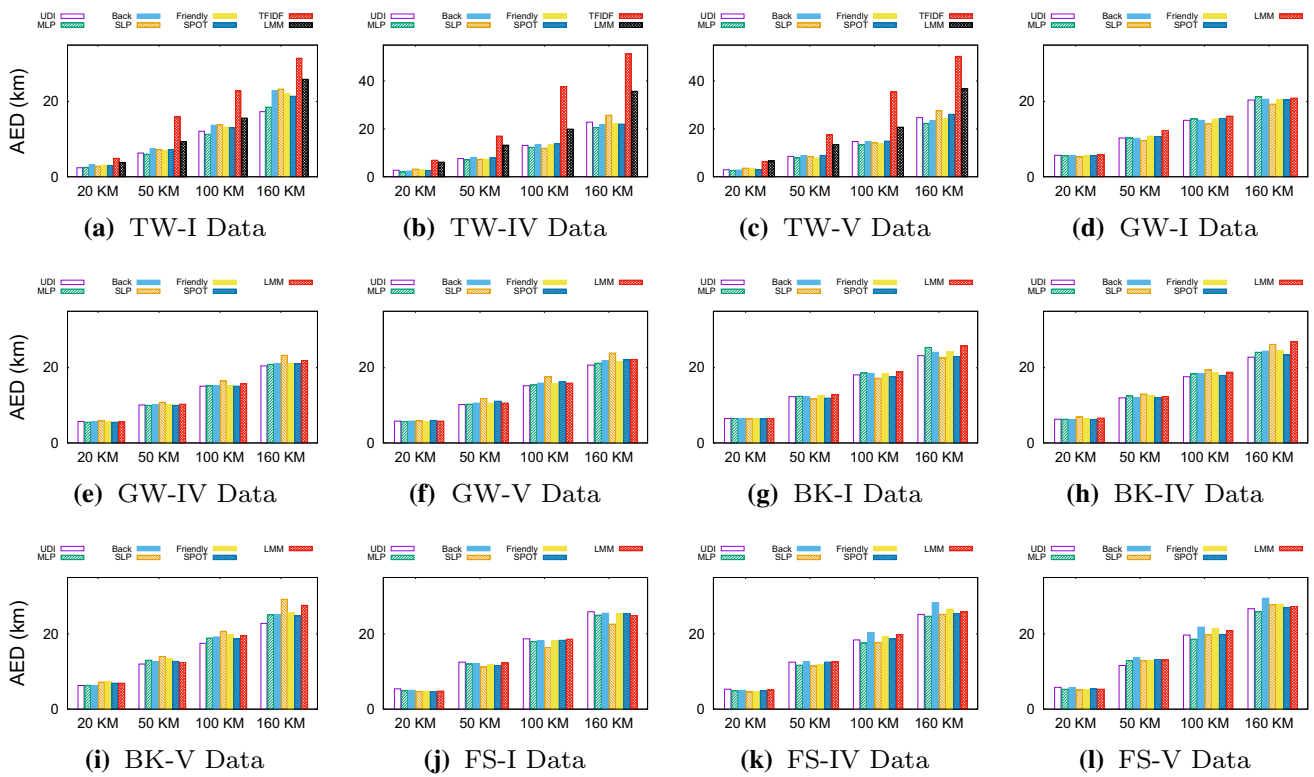 UDI Back Friendly TFIDF
MLP SLP SPOT LMM
UDI Back Friendly TFIDF
MLP SLP SPOT LMM
UDI Back Friendly TFIDF
MLP SLP SPOT LMM
UDI Back Friendly LMM
MLP SLP SPOT
AED (km)
20
0
20 KM 50 KM 100 KM 160 KM
40
20
0
20 KM 50 KM 100 KM 160 KM
40
20
0
20 KM 50 KM 100 KM 160 KM
20
0
20 KM 50 KM 100 KM 160 KM
(a) TW-I Data
(b) TW-IV Data
(c) TW-V Data
(d) GW-I Data
UDI Back Friendly LMM
MLP SLP SPOT
UDI Back Friendly LMM
MLP SLP SPOT
UDI Back Friendly LMM
MLP SLP SPOT
UDI Back Friendly LMM
MLP SLP SPOT
AED (km)
20
0
20 KM 50 KM 100 KM 160 KM
20
0
20 KM 50 KM 100 KM 160 KM
20
0
20 KM 50 KM 100 KM 160 KM
20
0
20 KM 50 KM 100 KM 160 KM
(e) GW-IV Data
(f) GW-V Data
(g) BK-I Data
(h) BK-IV Data
UDI Back Friendly LMM
MLP SLP SPOT
UDI Back Friendly LMM
MLP SLP SPOT
UDI Back Friendly LMM
MLP SLP SPOT
UDI Back Friendly LMM
MLP SLP SPOT
AED (km)
20
0
20 KM 50 KM 100 KM 160 KM
20
0
20 KM 50 KM 100 KM 160 KM
20
0
20 KM 50 KM 100 KM 160 KM
20
0
20 KM 50 KM 100 KM 160 KM
(i) BK-V Data
(j) FS-I Data
(k) FS-IV Data
(l) FS-V Data